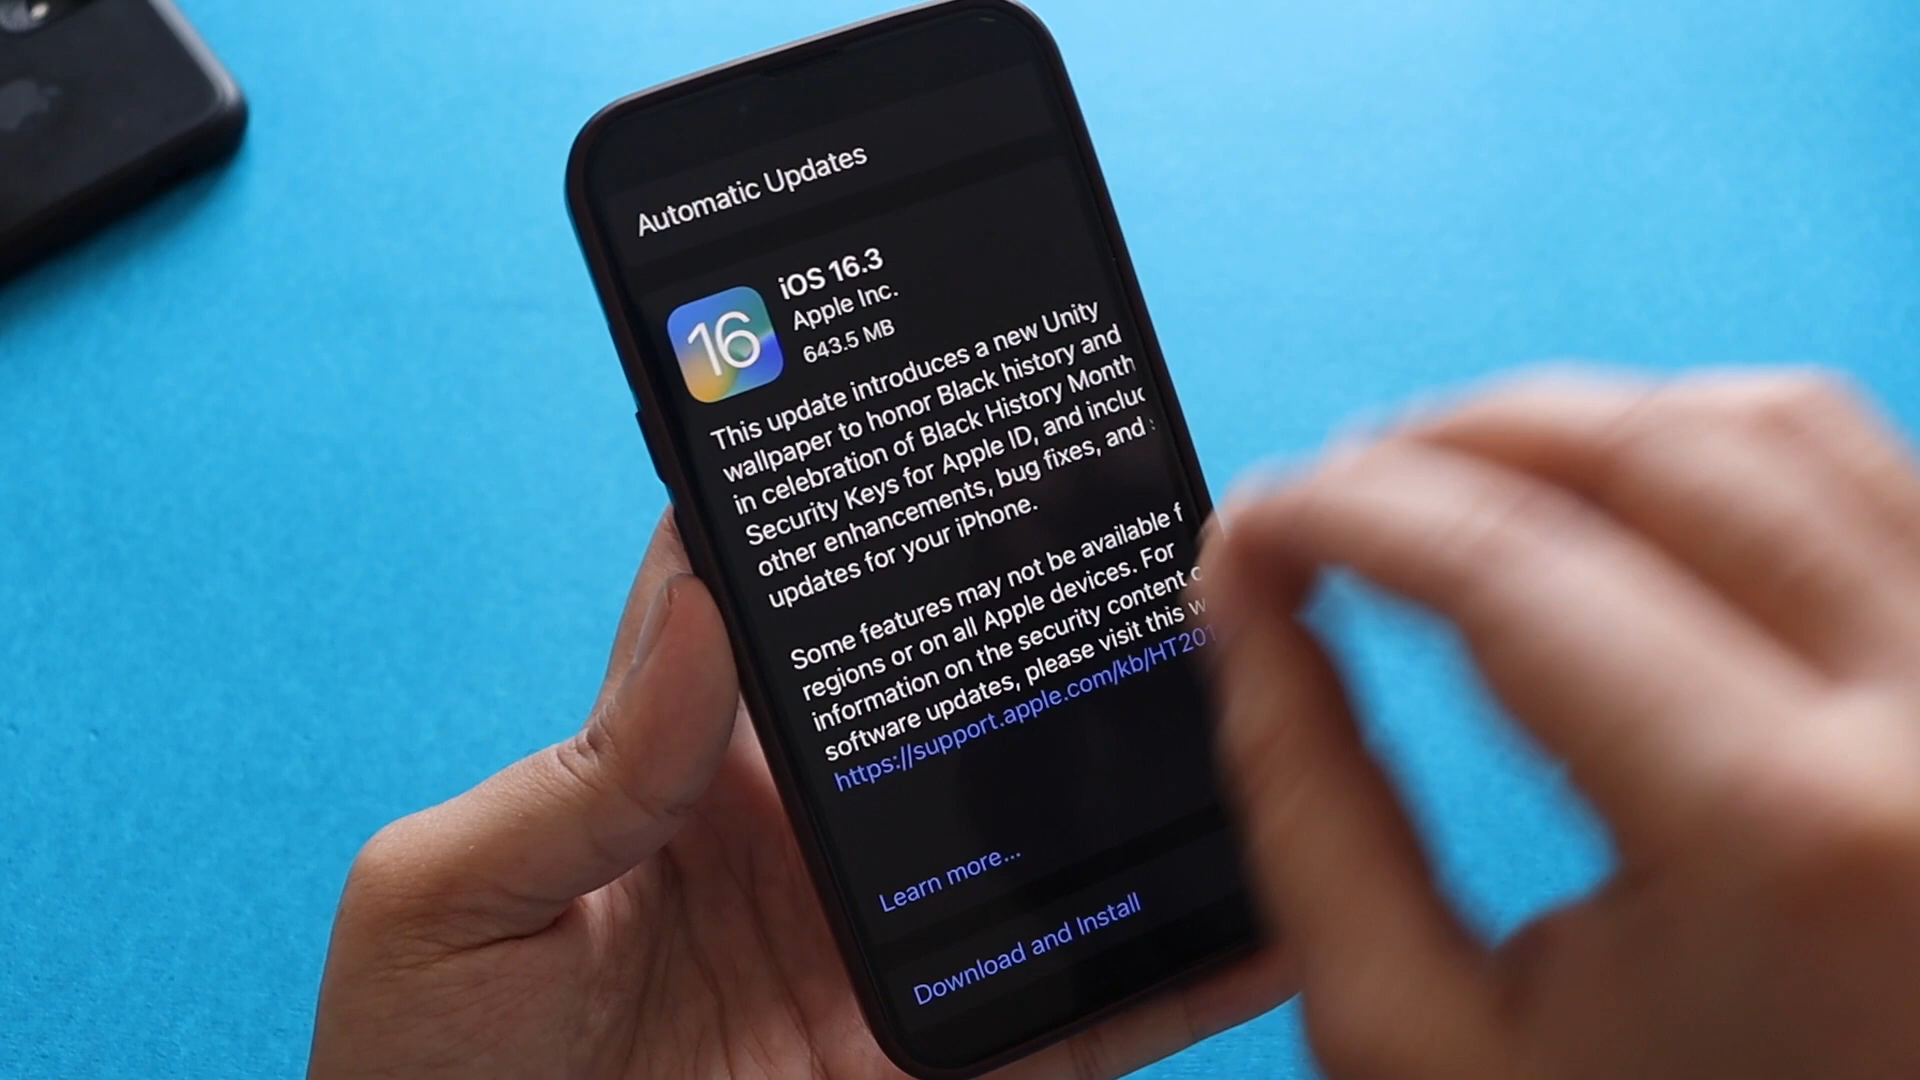 Automatic Updates
16
iOS 16.3
Apple Inc.
643.5 MB
This update introduces a new Unity
wallpaper to honor Black history and
in celebration of Black History Month
Security Keys for Apple ID, and
other enhancements, bug fixes, and
updates for your iPhone.
Some features may not be available
regions or on all Apple devices. For
information on the security content
software updates, please visit this
https://support.apple.com/kb/HT201
Learn more...
Download and Install